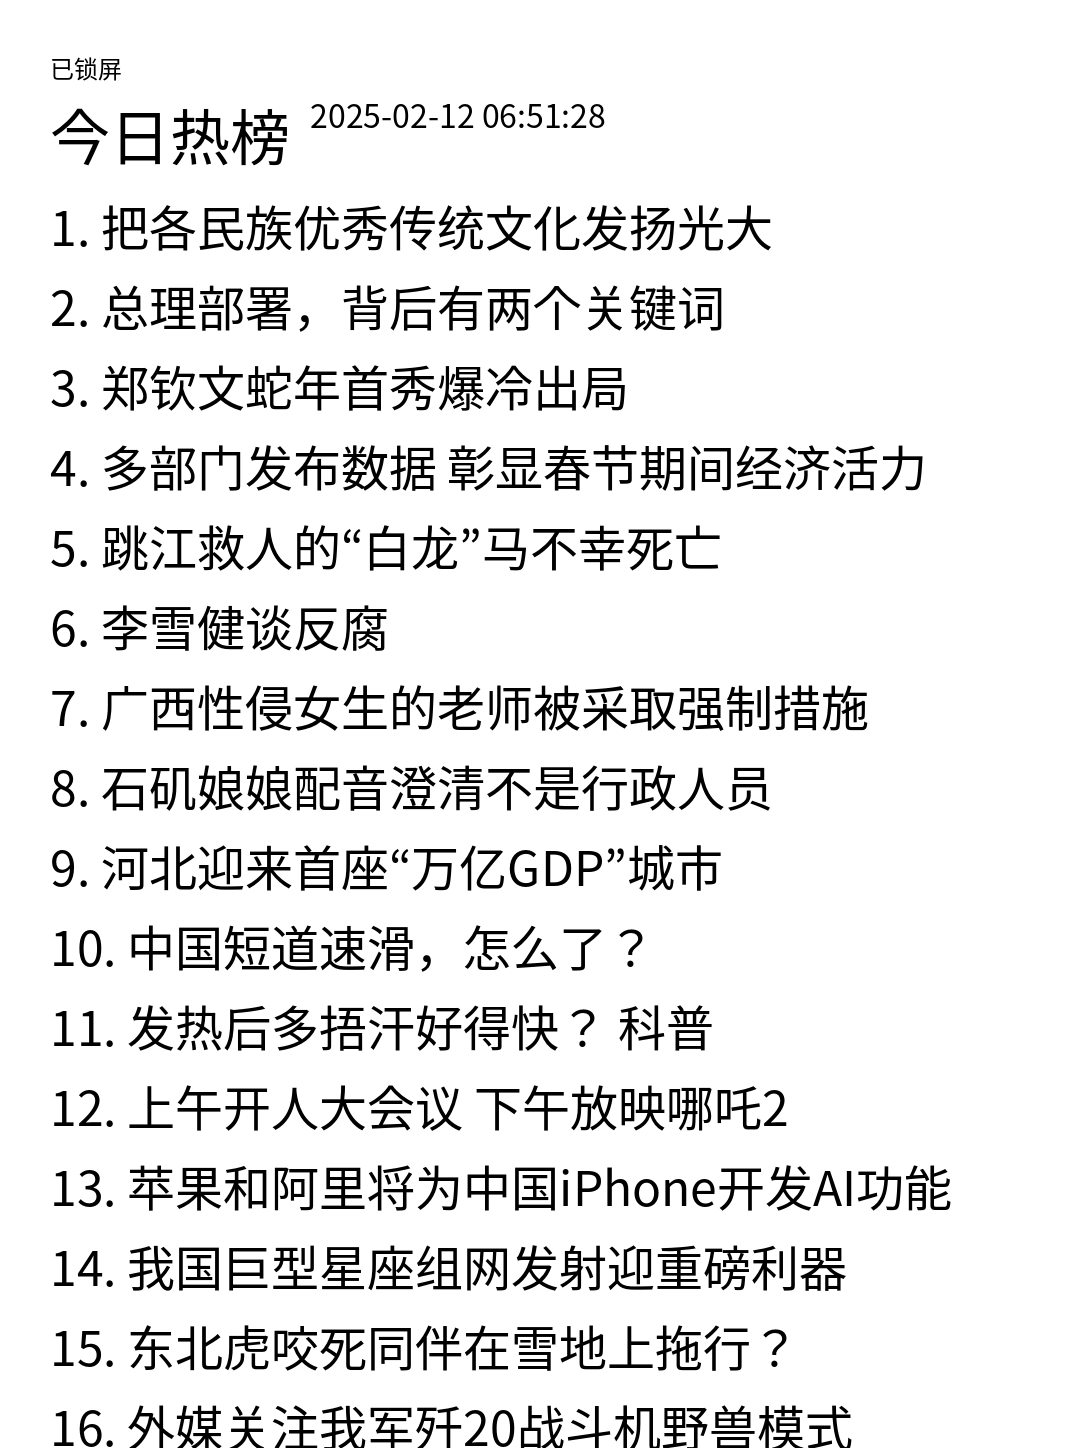 已锁屏
今日热榜 2025-02-12 06:51:28
1. 把各民族优秀传统文化发扬光大
2. 总理部署，背后有两个关键词
3. 郑钦文蛇年首秀爆冷出局
4. 多部门发布数据 彰显春节期间经济活力
5. 跳江救人的“白龙”马不幸死亡
6. 李雪健谈反腐
7. 广西性侵女生的老师被采取强制措施
8. 石矶娘娘配音澄清不是行政人员
9. 河北迎来首座“万亿GDP”城市
10. 中国短道速滑，怎么了？
11. 发热后多捂汗好得快？ 科普
12. 上午开人大会议 下午放映哪吒2
13. 苹果和阿里将为中国iPhone开发AI功能
14. 我国巨型星座组网发射迎重磅利器
15. 东北虎咬死同伴在雪地上拖行？
16. 外媒关注我军歼20战斗机野兽模式